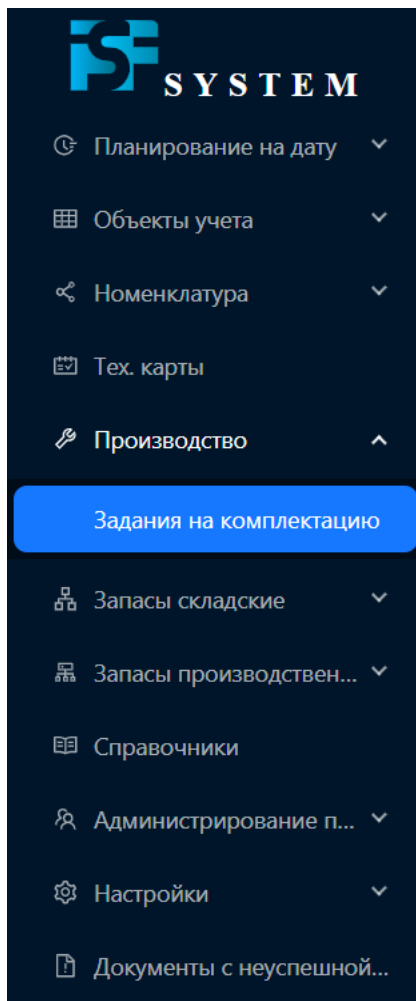 iSF
SYSTEM
Планирование на дату
Объекты учета
Номенклатура
Тех. карты
Производство
Задания на комплектацию
Запасы складские
Запасы производствен...
Справочники
Администрирование п...
Настройки
Документы с неуспешной...